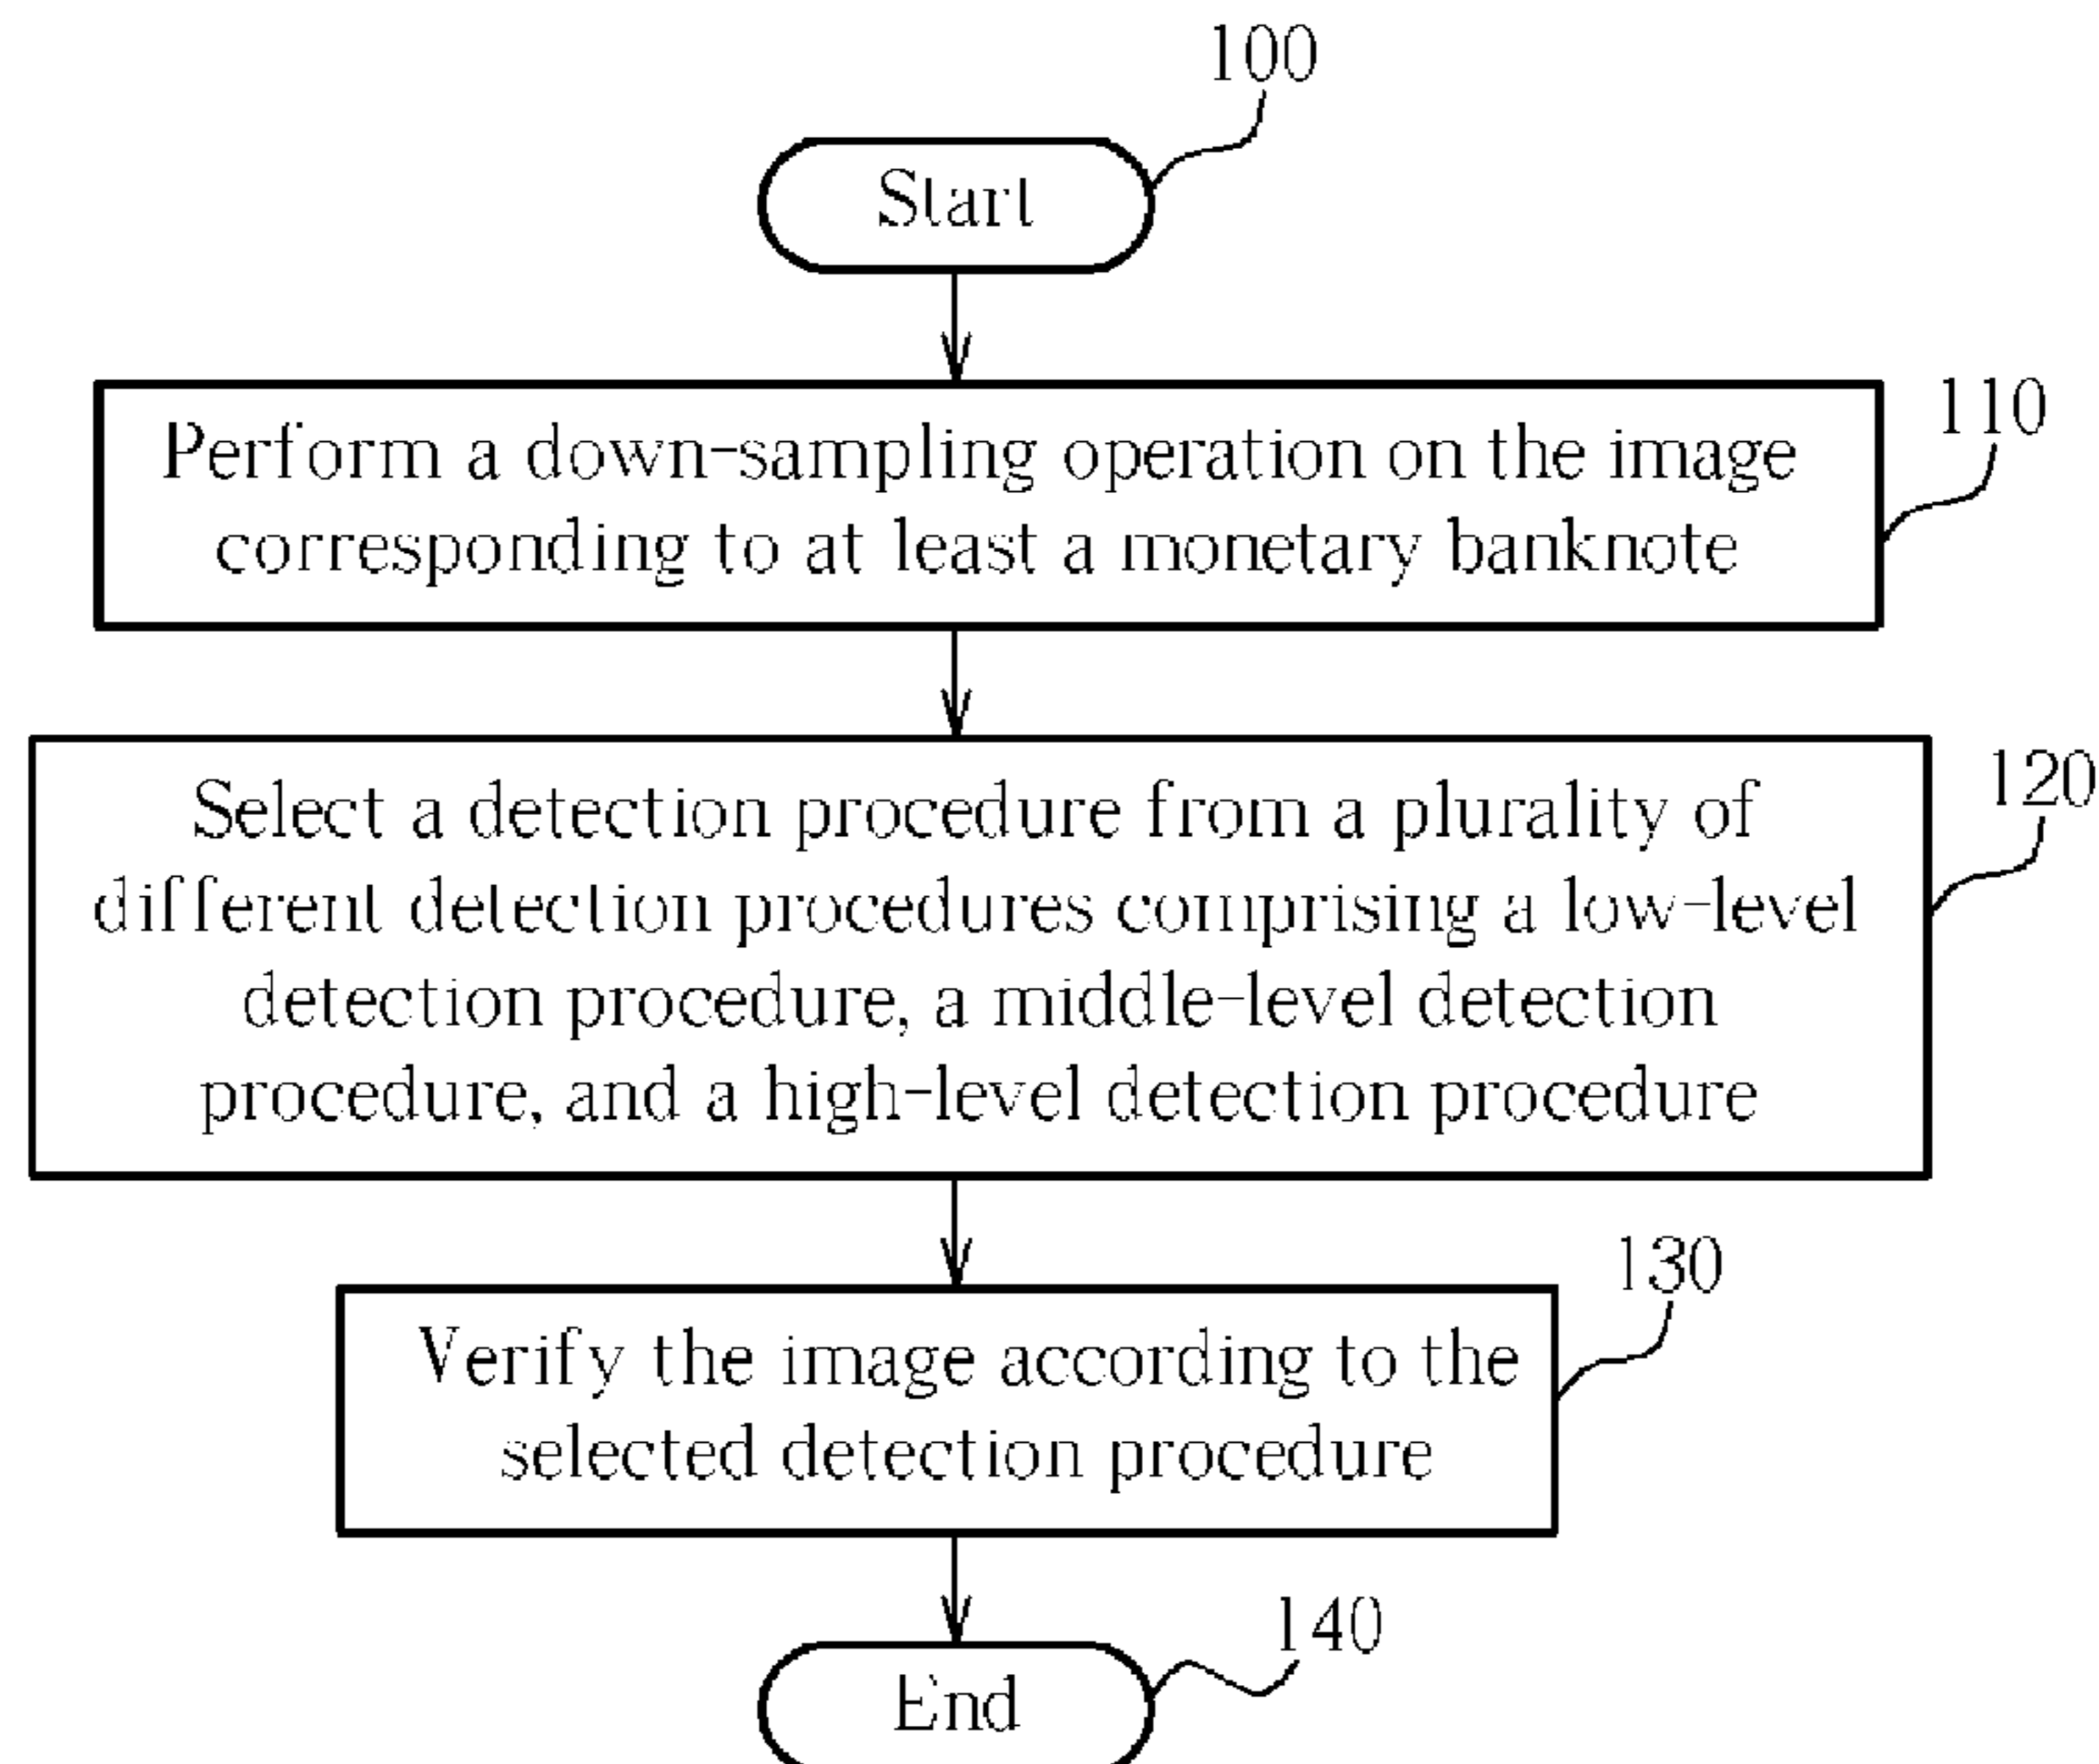 100
Start
110
Perform a down-sampling operation on the image
corresponding to at least a monetary banknote
120
Select a detection procedure from a plurality of
different detection procedures comprising a low-level
detection procedure, a middle-level detection
procedure, and a high-level detection procedure
130
Verify the image according to the
selected detection procedure
140
End